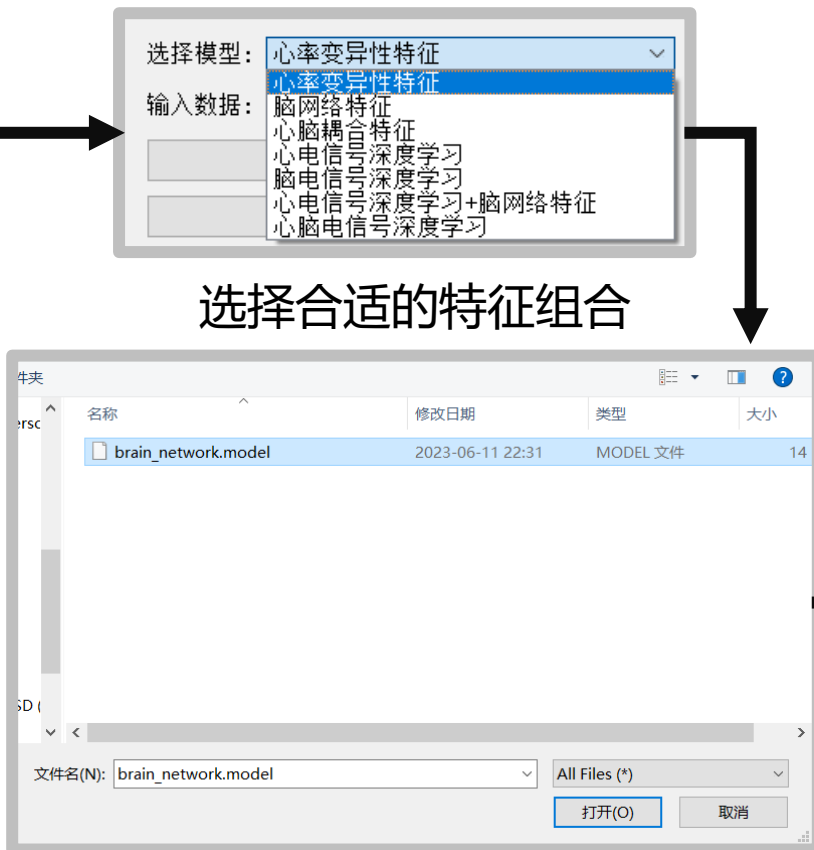 选择模型: 心率变异性特征
心率变异性特征
输入数据:
脑网络特征
心脑耦合特征
心电信号深度学习
脑电信号深度学习
心电信号深度学习+脑网络特征
心脑电信号深度学习
选择合适的特征组合
件夹
?
ersc
名称 修改日期 类型 大小
brain_network.model 2023-06-11 22:31 MODEL 文件 14
SD (
文件名(N): brain_network.model All Files (*)
打开(O) 取消